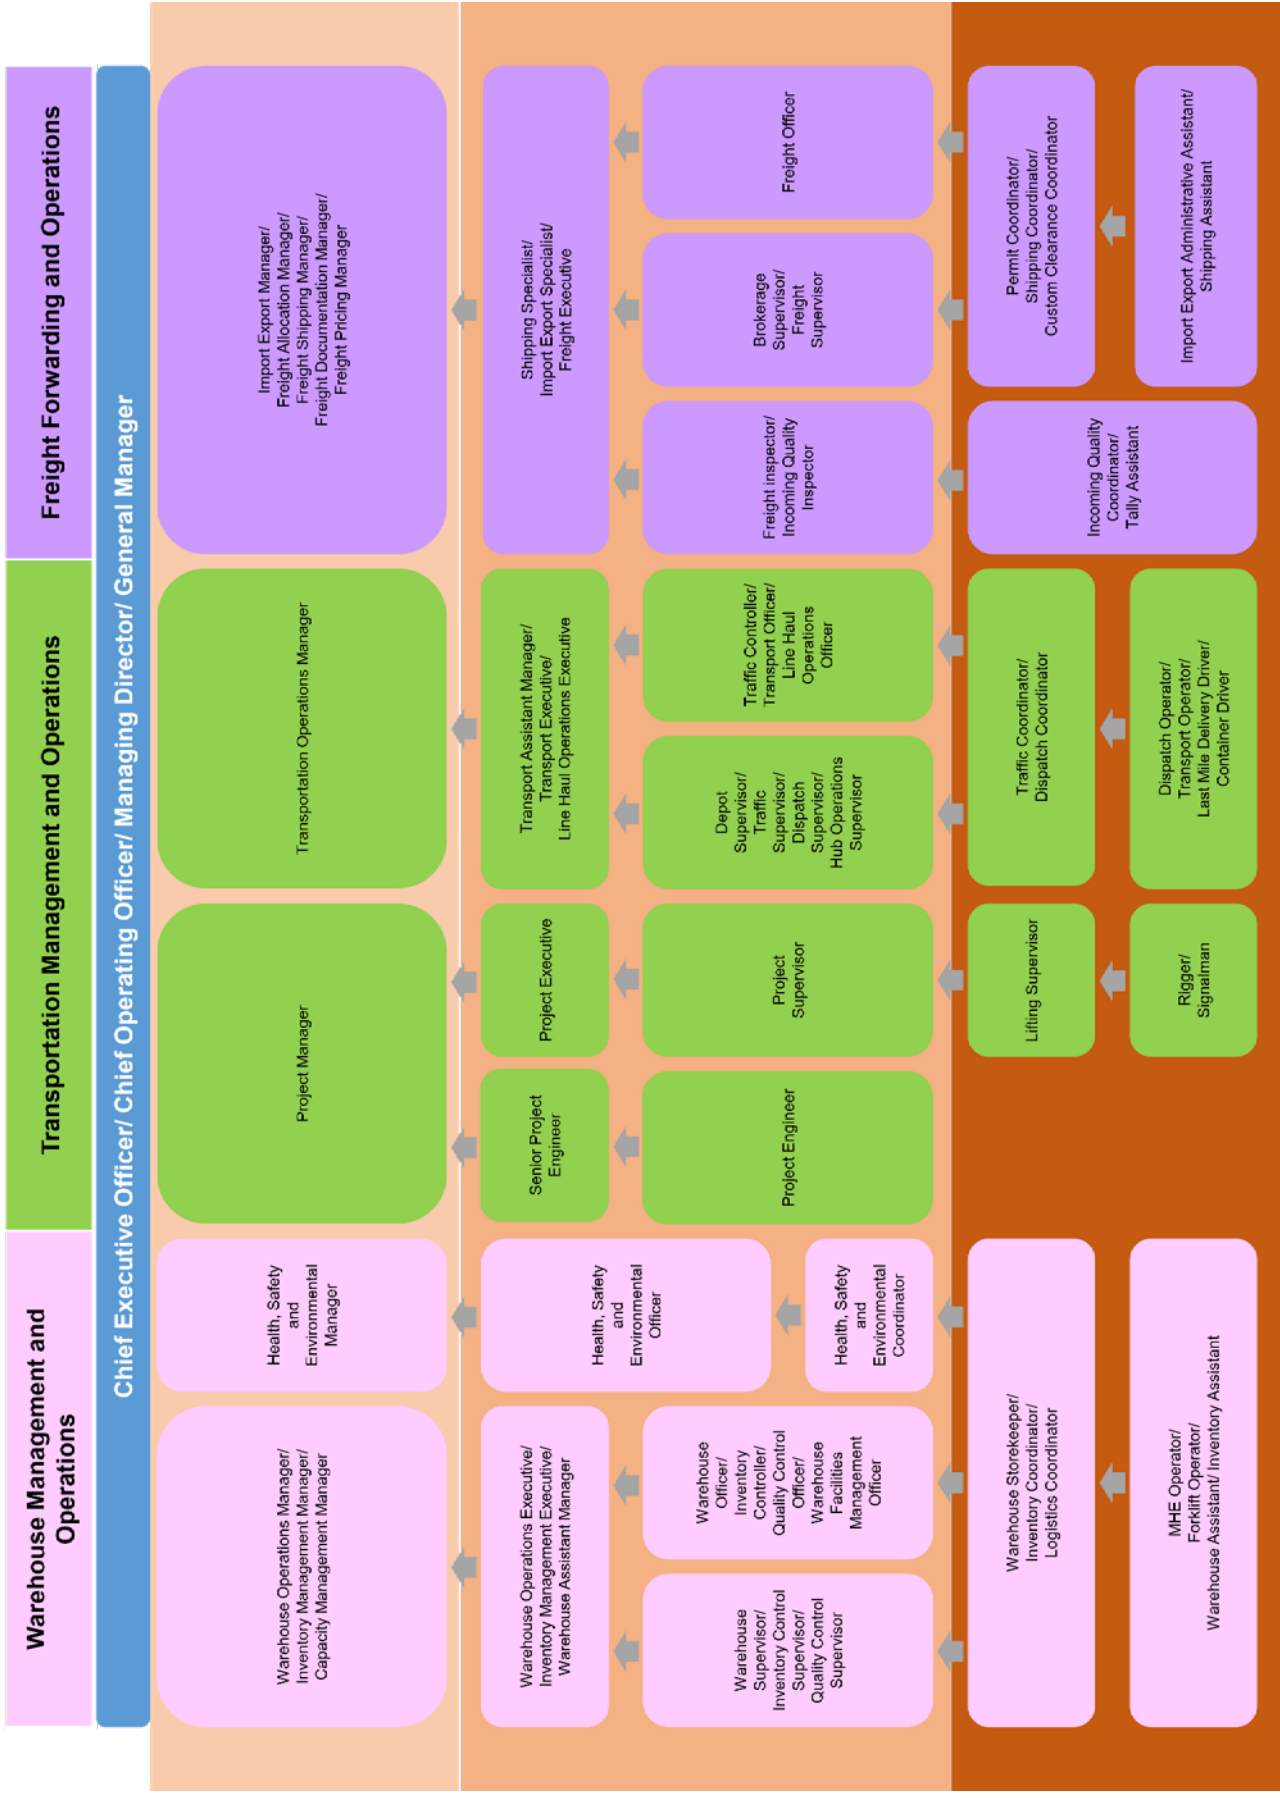 Warehouse Management and
Operations
Transportation Management and Operations
Freight Forwarding and Operations
Chief Executive Officer/ Chief Operating Officer/ Managing Director/ General Manager
Warehouse Operations Manager/
Inventory Management Manager/
Capacity Management Manager
Health, Safety
and
Environmental
Manager
Project Manager
Transportation Operations Manager
Import Export Manager/
Freight Allocation Manager/
Freight Shipping Manager/
Freight Documentation Manager/
Freight Pricing Manager
Warehouse Operations Executive/
Inventory Management Executive/
Warehouse Assistant Manager
Health, Safety
and
Environmental
Officer
Senior Project
Engineer
Project Executive
Transport Assistant Manager/
Transport Executive/
Line Haul Operations Executive
Shipping Specialist/
Import Export Specialist/
Freight Executive
Warehouse
Supervisor/
Inventory Control
Supervisor/
Quality Control
Supervisor
Warehouse
Officer/
Inventory
Controller/
Quality Control
Officer/
Warehouse
Facilities
Management
Officer
Health, Safety
and
Environmental
Coordinator
Project Engineer
Project
Supervisor
Depot
Supervisor/
Traffic
Supervisor/
Dispatch
Supervisor/
Hub Operations
Supervisor
Traffic Controller/
Transport Officer/
Line Haul
Operations
Officer
Freight inspector/
Incoming Quality
Inspector
Brokerage
Supervisor/
Freight
Supervisor
Freight Officer
Warehouse Storekeeper/
Inventory Coordinator/
Logistics Coordinator
Lifting Supervisor
Traffic Coordinator/
Dispatch Coordinator
Incoming Quality
Coordinator/
Tally Assistant
Permit Coordinator/
Shipping Coordinator/
Custom Clearance Coordinator
MHE Operator/
Forklift Operator/
Warehouse Assistant/ Inventory Assistant
Rigger/
Signalman
Dispatch Operator/
Transport Operator/
Last Mile Delivery Driver/
Container Driver
Import Export Administrative Assistant/
Shipping Assistant